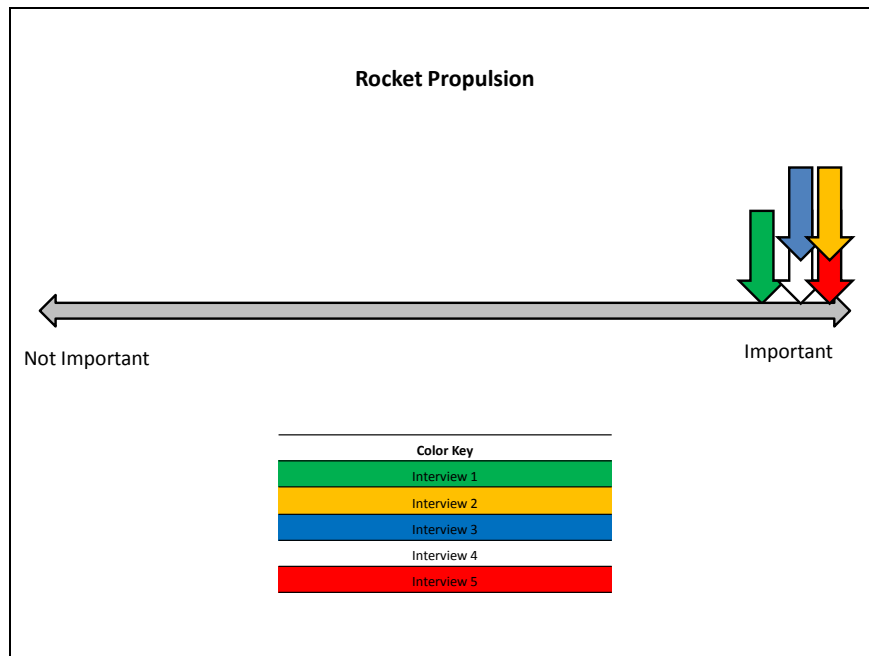 Rocket Propulsion
Not Important
Important
Color Key
Interview 1
Interview 2
Interview 3
Interview 4
Interview 5